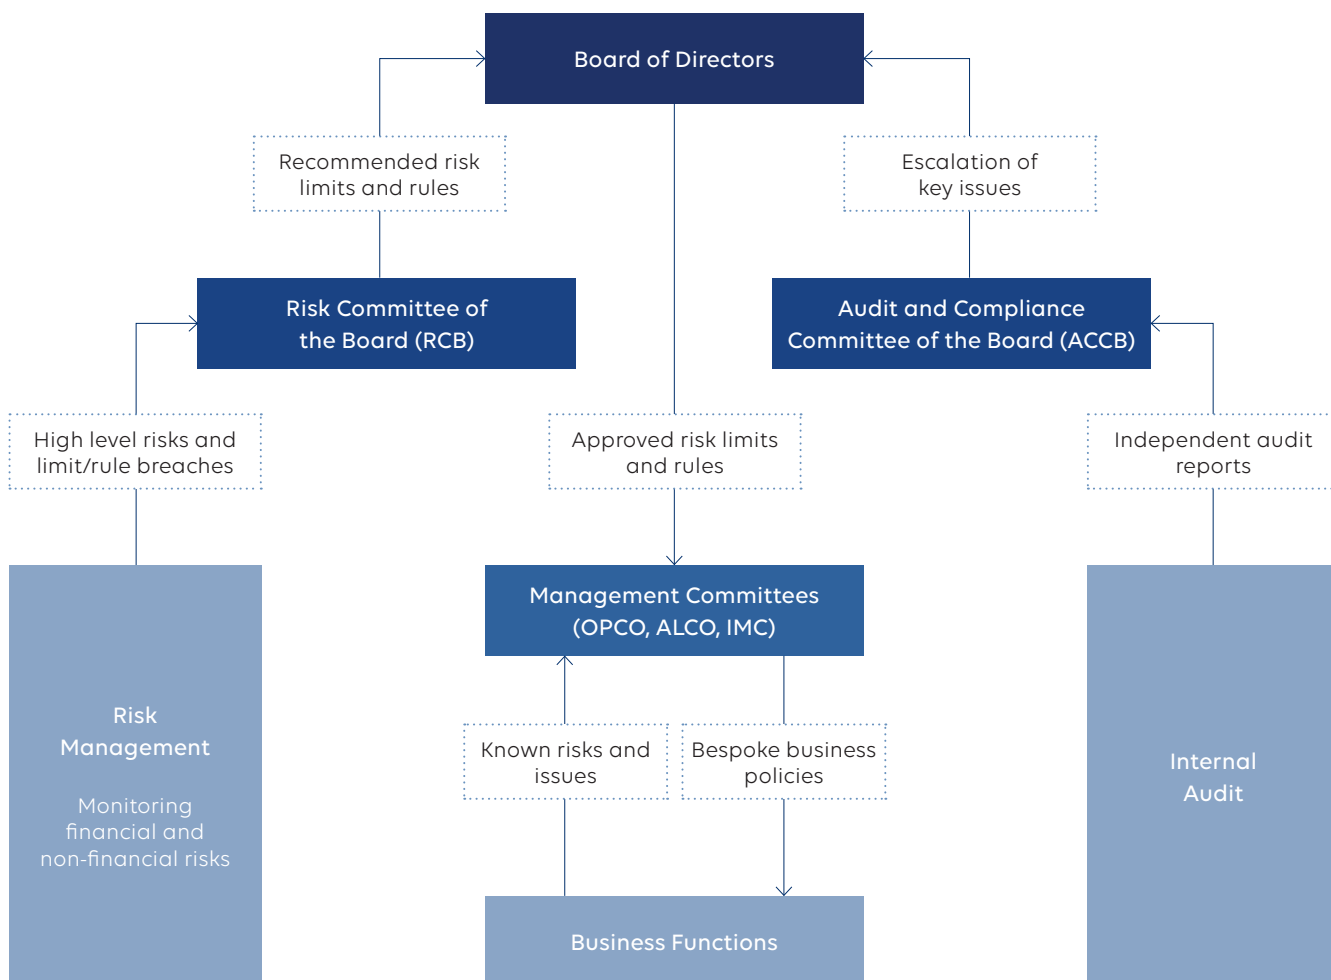 Board of Directors
Recommended risk
limits and rules
Escalation of
key issues
Risk Committee of
the Board (RCB)
Audit and Compliance
Committee of the Board (ACCB)
High level risks and
limit/rule breaches
Approved risk limits
and rules
Independent audit
reports
Management Committees
(OPCO, ALCO, IMC)
Risk
Management
Monitoring
financial and
non-financial risks
Known risks and
issues
Bespoke business
policies
Internal
Audit
Business Functions